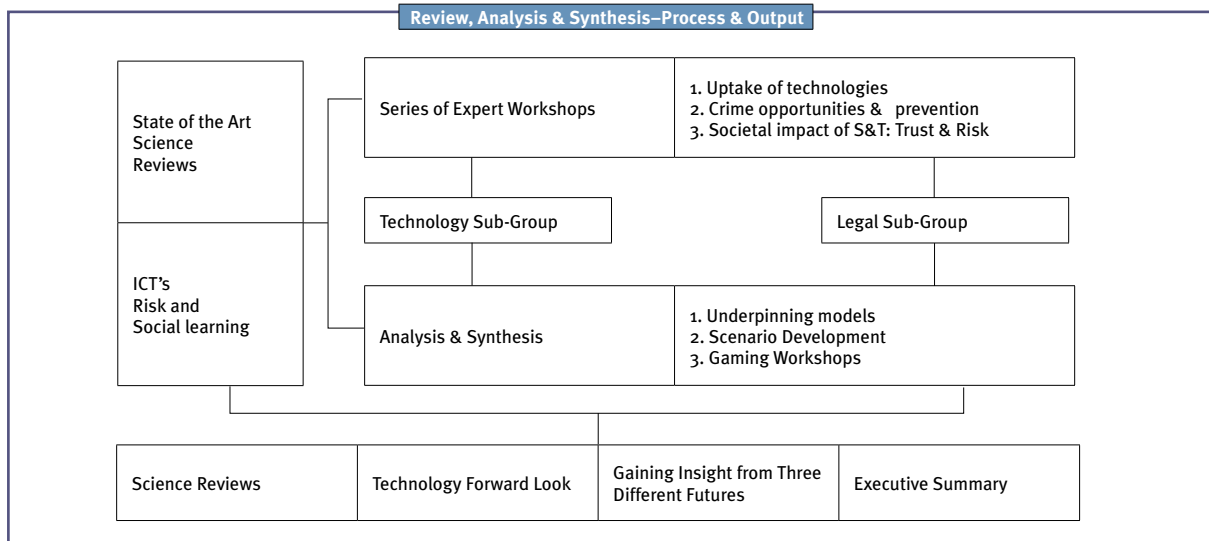 Review, Analysis & Synthesis–Process & Output
State of the Art
Science
Reviews
Series of Expert Workshops
1. Uptake of technologies
2. Crime opportunities & prevention
3. Societal impact of S&T: Trust & Risk
Technology Sub-Group
Legal Sub-Group
ICT's
Risk and
Social learning
Analysis & Synthesis
1. Underpinning models
2. Scenario Development
3. Gaming Workshops
Science Reviews
Technology Forward Look
Gaining Insight from Three
Different Futures
Executive Summary